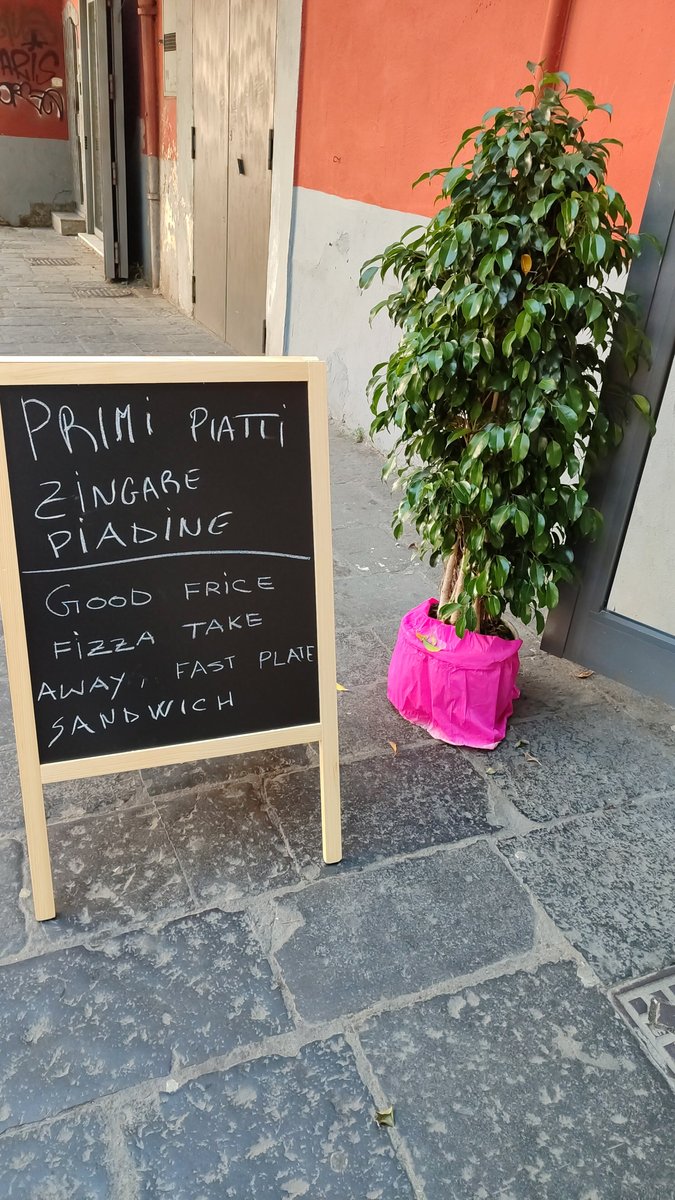 PRIMI PIATTI
ZINGARE
PIADINE
GOOD FRICE
FIZZA TAKE
AWAY, FAST PLATE
SANDWICH